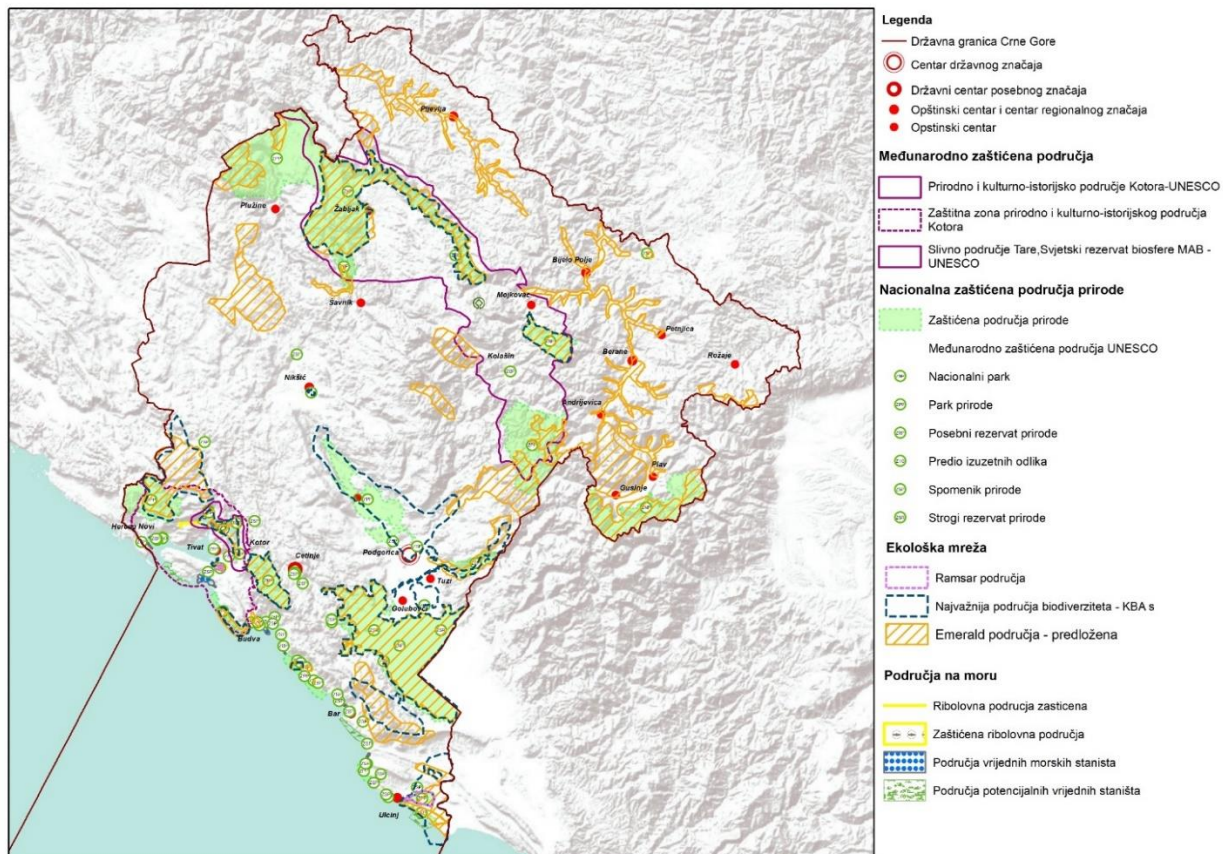 Pljevlja
Plužine
Žabljak
Bijelo Polje
Šavnik
Mojkovac
Petnjica
Kolašin
Berane
Rožaje
Nikšić
Andrijevica
Plav
Gusinje
Herceg Novi
Kotor
Tivat
Cetinje
Podgorica
Tuzi
Golubovci
Budva
Bar
Ulcinj
Legenda
Državna granica Crne Gore
Centar državnog značaja
Državni centar posebnog značaja
Opštinski centar i centar regionalnog značaja
Opstinski centar
Međunarodno zaštićena područja
Prirodno i kulturno-istorijsko područje Kotora-UNESCO
Zaštitna zona prirodno i kulturno-istorijskog područja
Kotora
Slivno područje Tare,Svjetski rezervat biosfere MAB -
UNESCO
Nacionalna zaštićena područja prirode
Zaštićena područja prirode
Međunarodno zaštićena područja UNESCO
Nacionalni park
Park prirode
Posebni rezervat prirode
Predio izuzetnih odlika
Spomenik prirode
Strogi rezervat prirode
Ekološka mreža
Ramsar područja
Najvažnija područja biodiverziteta - KBA s
Emerald područja - predložena
Područja na moru
Ribolovna podrucja zasticena
Zaštićena ribolovna područja
Područja vrijednih morskih stanista
Područja potencijalnih vrijednih staništa